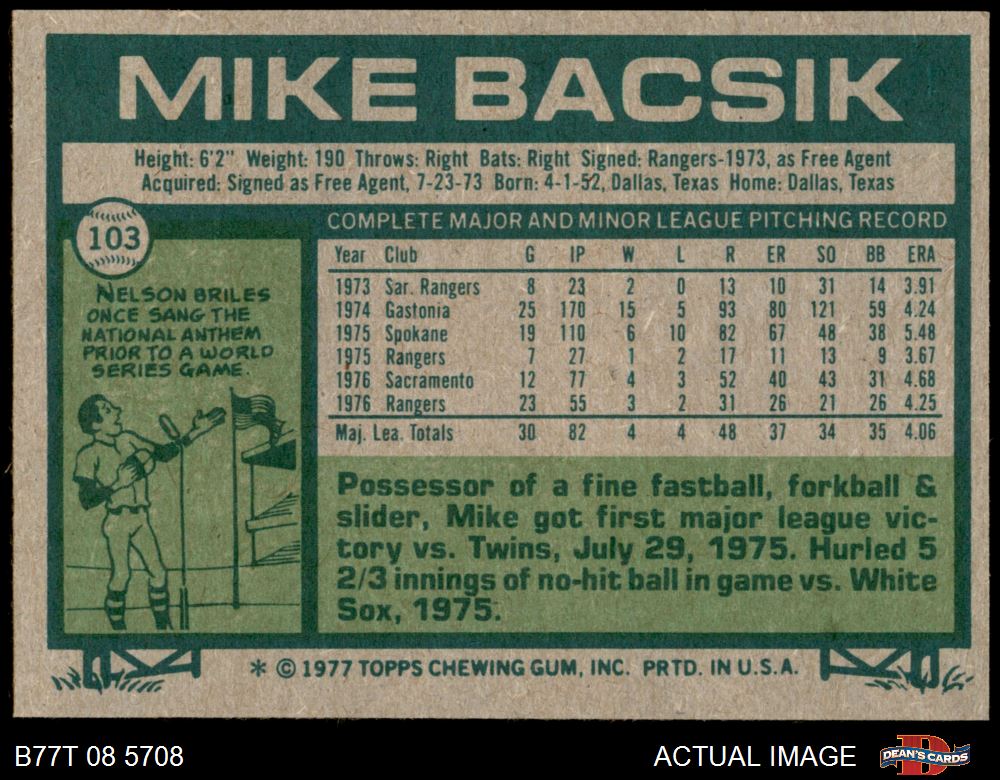 MIKE BACSIK
Height: 6'2" Weight: 190 Throws: Right Bats: Right Signed: Rangers-1973, as Free Agent
Acquired: Signed as Free Agent, 7-23-73 Born: 4-1-52, Dallas, Texas Home: Dallas, Texas
103
NELSON BRILES
ONCE SANG THE
NATIONAL ANTHEM
PRIOR TO A WORLD
SERIES GAME.
COMPLETE MAJOR AND MINOR LEAGUE PITCHING RECORD
Year Club G IP W L R ER SO BB ERA
1973 Sar. Rangers 8 23 2 0 13 10 31 14 3.91
1974 Gastonia 25 170 15 5 93 80 121 59 4.24
1975 Spokane 19 110 6 10 82 67 48 38 5.48
1975 Rangers 7 27 1 2 17 11 13 9 3.67
1976 Sacramento 12 77 4 3 52 40 43 31 4.68
1976 Rangers 23 55 3 2 31 26 21 26 4.25
Maj. Lea. Totals 30 82 4 4 48 37 34 35 4.06
Possessor of a fine fastball, forkball &
slider, Mike got first major league vic-
tory vs. Twins, July 29, 1975. Hurled 5
2/3 innings of no-hit ball in game vs. White
Sox, 1975.
* © 1977 TOPPS CHEWING GUM, INC. PRTD. IN U.S.A.
B77T 08 5708
ACTUAL IMAGE
D
DEAN'S CARDS